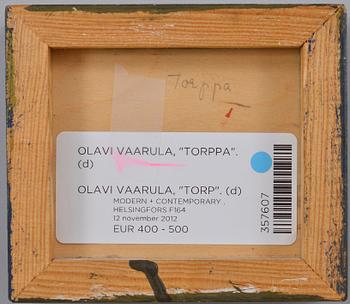 Torppa
OLAVI VAARULA, "TORPPA".
(d)
OLAVI VAARULA, "TORP". (d)
MODERN + CONTEMPORARY .
HELSINGFORS F164
12 november 2012
EUR 400 - 500
357607